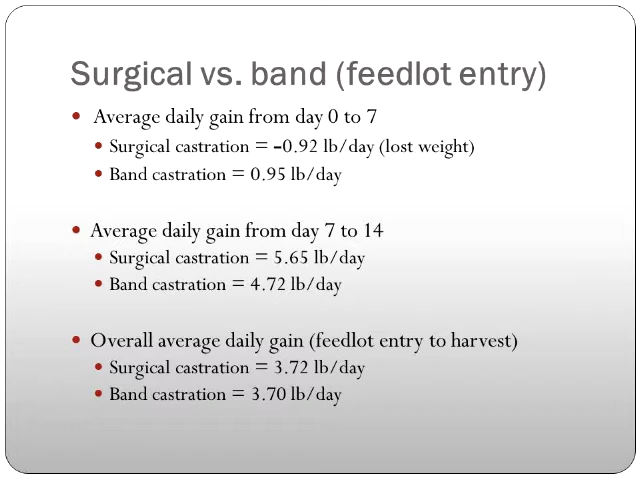 Surgical vs. band (feedlot entry)
• Average daily gain from day 0 to 7
• Surgical castration = –0.92 lb/day (lost weight)
• Band castration = 0.95 lb/day
• Average daily gain from day 7 to 14
• Surgical castration = 5.65 lb/day
• Band castration = 4.72 lb/day
• Overall average daily gain (feedlot entry to harvest)
• Surgical castration = 3.72 lb/day
• Band castration = 3.70 lb/day